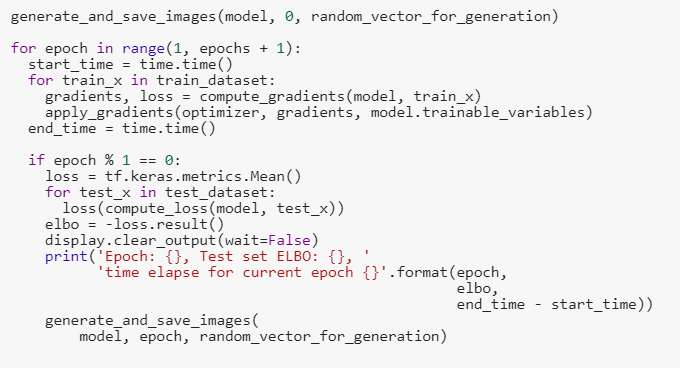 generate_and_save_images(model, 0, random_vector_for_generation)

for epoch in range(1, epochs + 1):
  start_time = time.time()
  for train_x in train_dataset:
    gradients, loss = compute_gradients(model, train_x)
    apply_gradients(optimizer, gradients, model.trainable_variables)
  end_time = time.time()

  if epoch % 1 == 0:
    loss = tf.keras.metrics.Mean()
    for test_x in test_dataset:
      loss(compute_loss(model, test_x))
    elbo = -loss.result()
    display.clear_output(wait=False)
    print('Epoch: {}, Test set ELBO: {}, '
          'time elapse for current epoch {}'.format(epoch,
                                                    elbo,
                                                    end_time - start_time))
    generate_and_save_images(
        model, epoch, random_vector_for_generation)